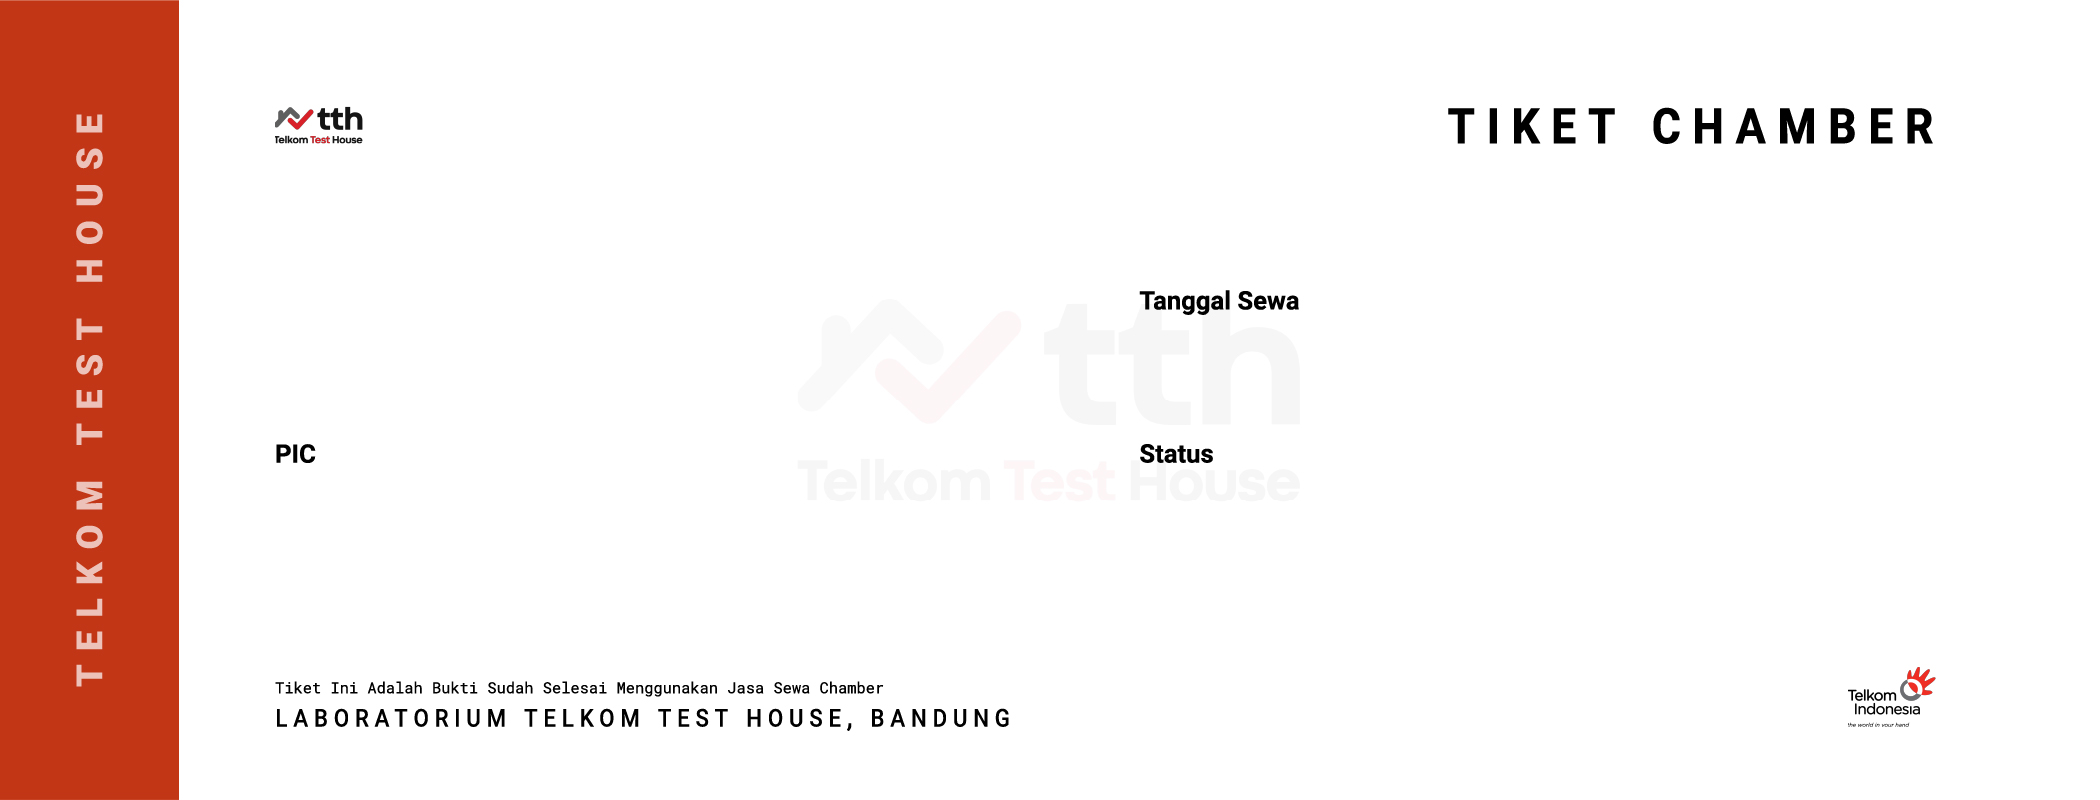 TELKOM TEST HOUSE
tth
Telkom Test House
TIKET CHAMBER
Tanggal Sewa
tth
Telkom Test House
PIC
Status
Tiket Ini Adalah Bukti Sudah Selesai Menggunakan Jasa Sewa Chamber
LABORATORIUM TELKOM TEST HOUSE, BANDUNG
Telkom
Indonesia
the world in your hand